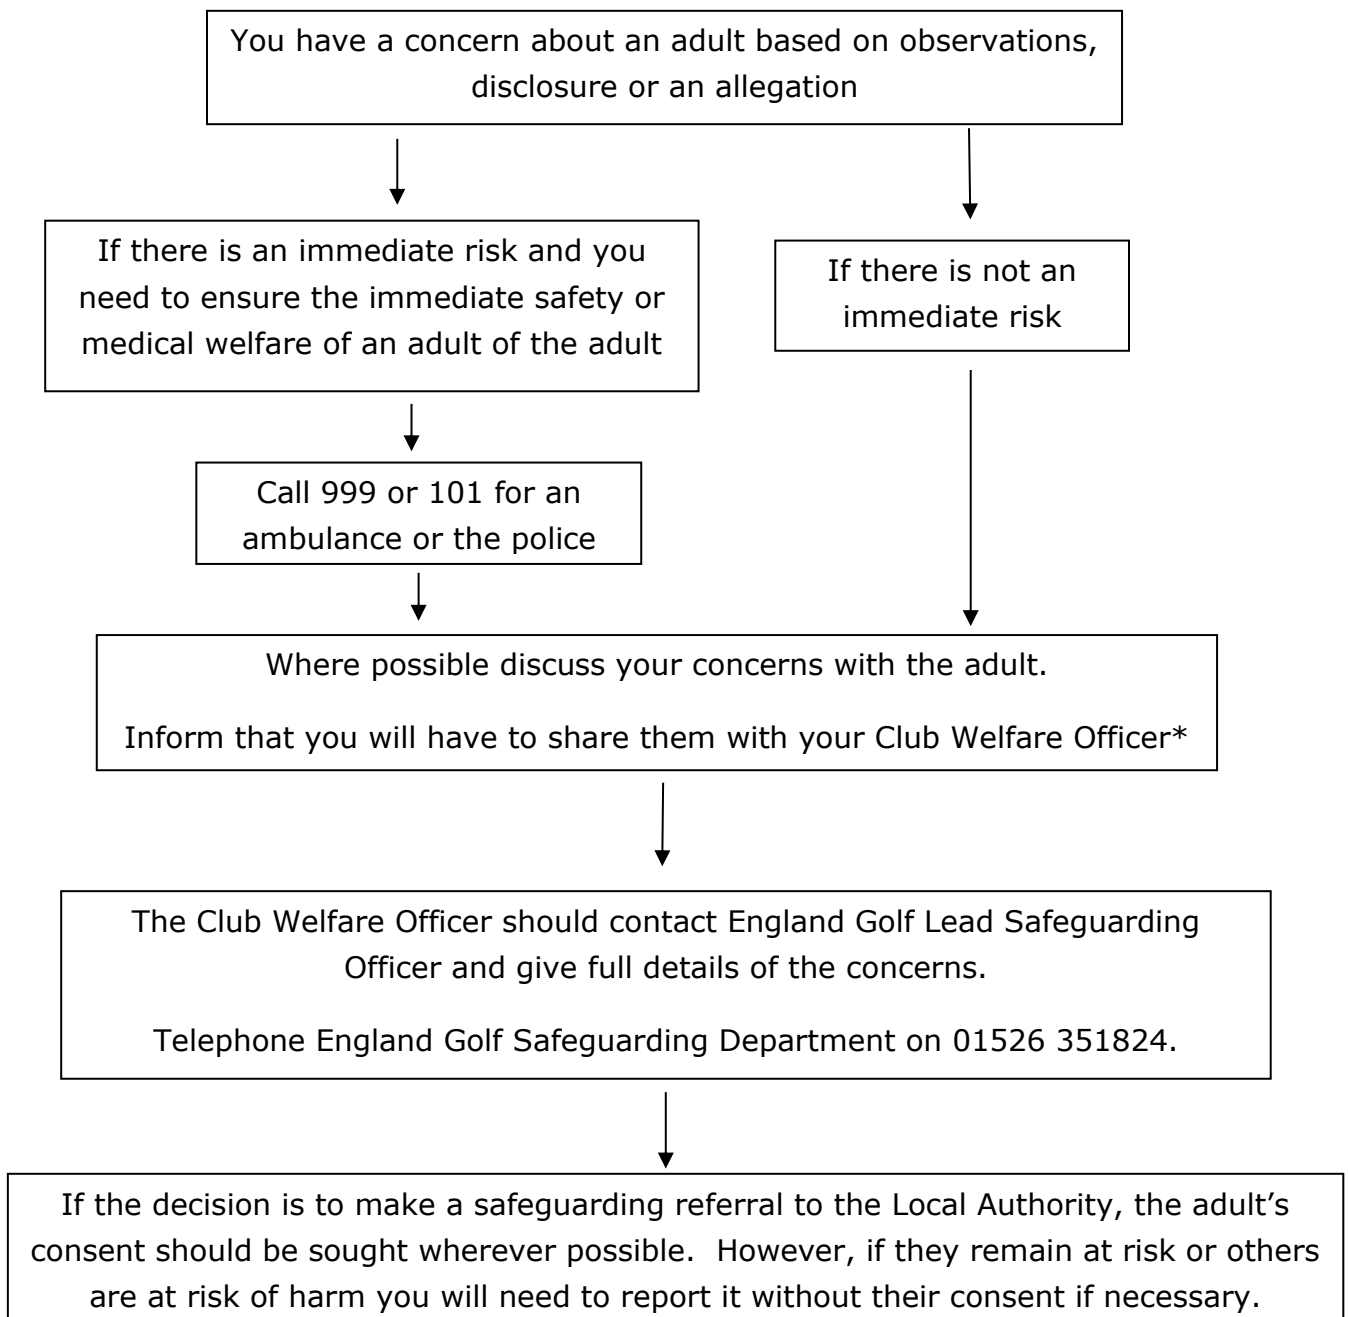 You have a concern about an adult based on observations,
disclosure or an allegation
If there is an immediate risk and you
need to ensure the immediate safety or
medical welfare of an adult of the adult
If there is not an
immediate risk
Call 999 or 101 for an
ambulance or the police
Where possible discuss your concerns with the adult.
Inform that you will have to share them with your Club Welfare Officer*
The Club Welfare Officer should contact England Golf Lead Safeguarding
Officer and give full details of the concerns.
Telephone England Golf Safeguarding Department on 01526 351824.
If the decision is to make a safeguarding referral to the Local Authority, the adult’s
consent should be sought wherever possible.  However, if they remain at risk or others
are at risk of harm you will need to report it without their consent if necessary.